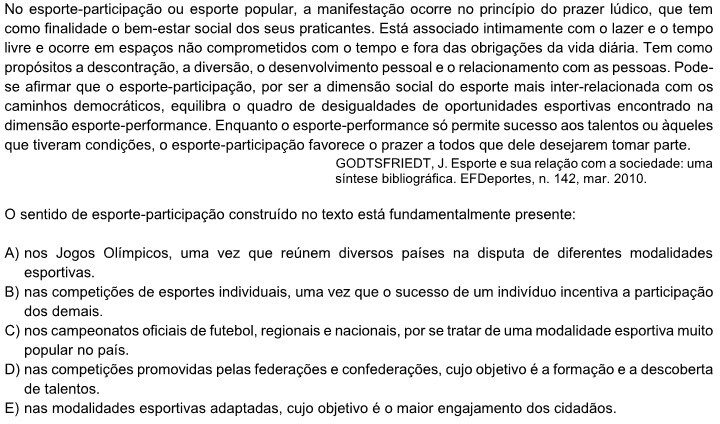 No esporte-participação ou esporte popular, a manifestação ocorre no princípio do prazer lúdico, que tem
como finalidade o bem-estar social dos seus praticantes. Está associado intimamente com o lazer e o tempo
livre e ocorre em espaços não comprometidos com o tempo e fora das obrigações da vida diária. Tem como
propósitos a descontração, a diversão, o desenvolvimento pessoal e o relacionamento com as pessoas. Pode-
se afirmar que o esporte-participação, por ser a dimensão social do esporte mais inter-relacionada com os
caminhos democráticos, equilibra o quadro de desigualdades de oportunidades esportivas encontrado na
dimensão esporte-performance. Enquanto o esporte-performance só permite sucesso aos talentos ou àqueles
que tiveram condições, o esporte-participação favorece o prazer a todos que dele desejarem tomar parte.
GODTSFRIEDT, J. Esporte e sua relação com a sociedade: uma
síntese bibliográfica. EFDeportes, n. 142, mar. 2010.
O sentido de esporte-participação construído no texto está fundamentalmente presente:
A) nos Jogos Olímpicos, uma vez que reúnem diversos países na disputa de diferentes modalidades
esportivas.
B) nas competições de esportes individuais, uma vez que o sucesso de um indivíduo incentiva a participação
dos demais.
C) nos campeonatos oficiais de futebol, regionais e nacionais, por se tratar de uma modalidade esportiva muito
popular no país.
D) nas competições promovidas pelas federações e confederações, cujo objetivo é a formação e a descoberta
de talentos.
E) nas modalidades esportivas adaptadas, cujo objetivo é o maior engajamento dos cidadãos.